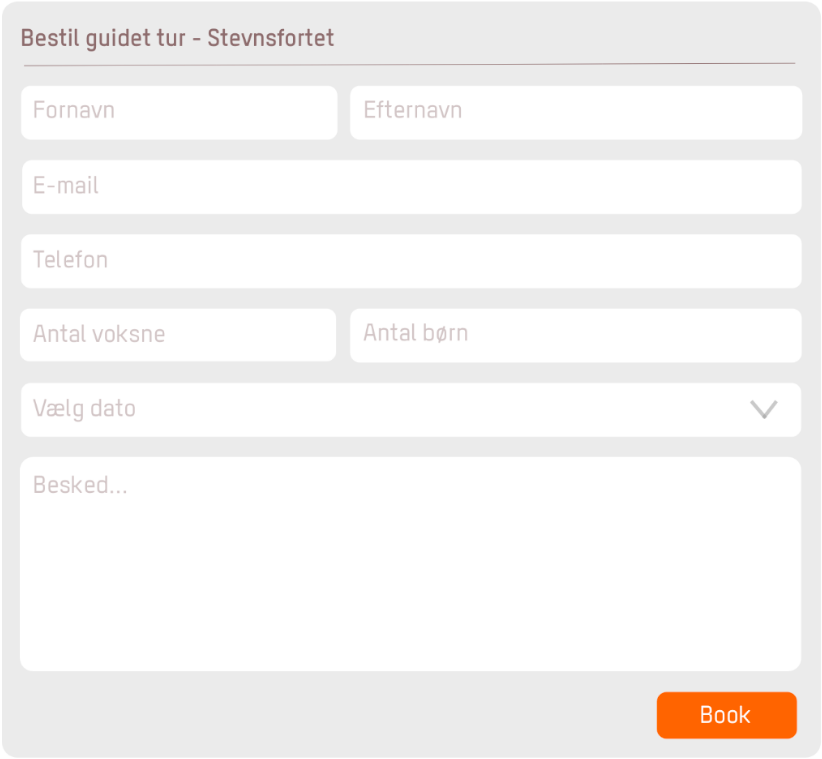 Bestil guidet tur - Stevnsfortet
Fornavn
Efternavn
E-mail
Telefon
Antal voksne
Antal børn
Vælg dato
Besked...
Book